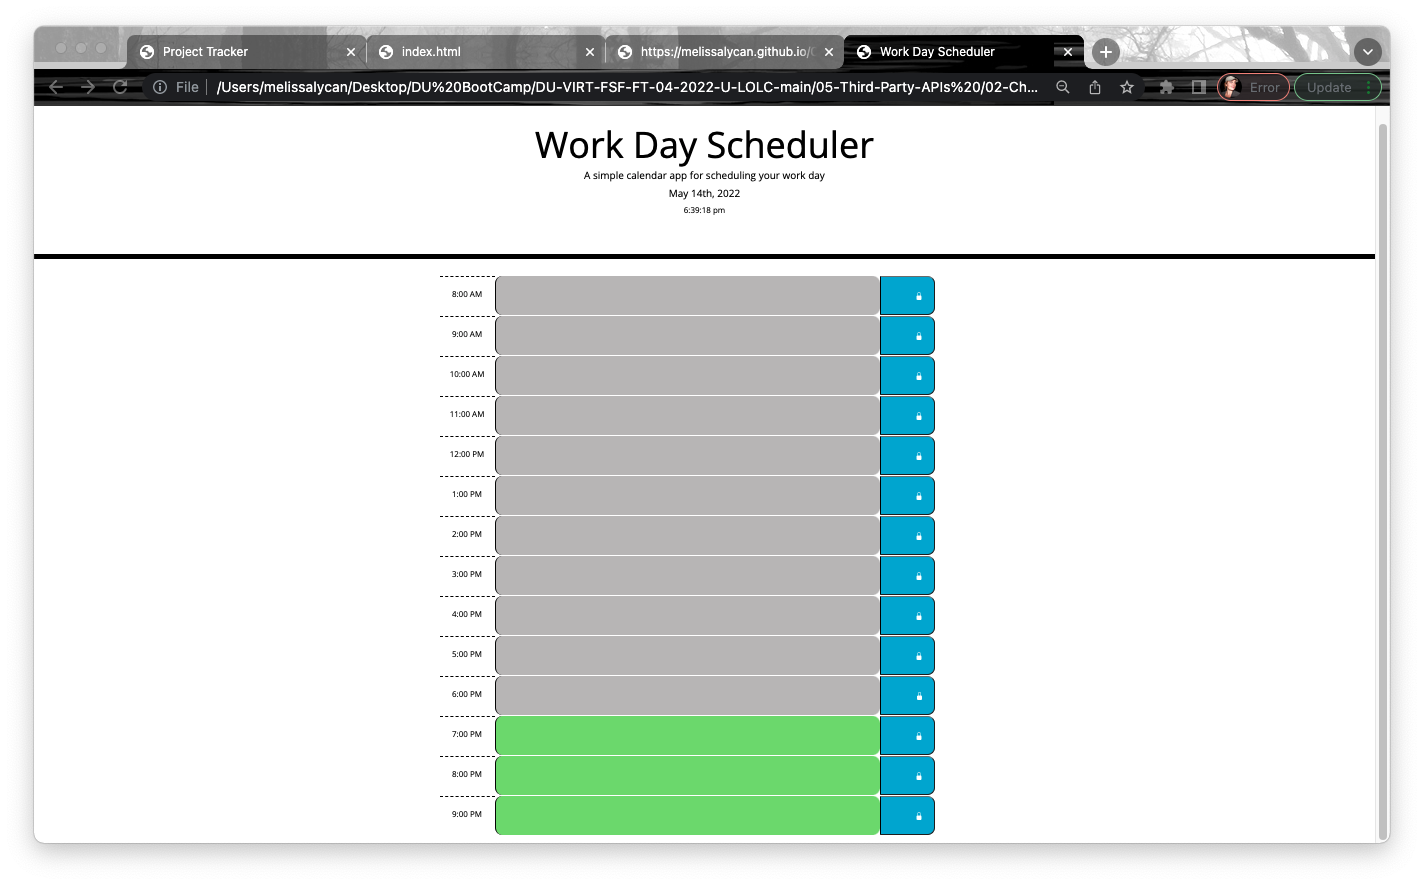 Project Tracker
index.html
https://melissalycan.github.io/
Work Day Scheduler
File
/Users/melissalycan/Desktop/DU%20BootCamp/DU-VIRT-FSF-FT-04-2022-U-LOLC-main/05-Third-Party-APIs%20/02-Ch...
Error
Update
Work Day Scheduler
A simple calendar app for scheduling your work day
May 14th, 2022
6:39:18 pm
8:00 AM
9:00 AM
10:00 AM
11:00 AM
12:00 PM
1:00 PM
2:00 PM
3:00 PM
4:00 PM
5:00 PM
6:00 PM
7:00 PM
8:00 PM
9:00 PM